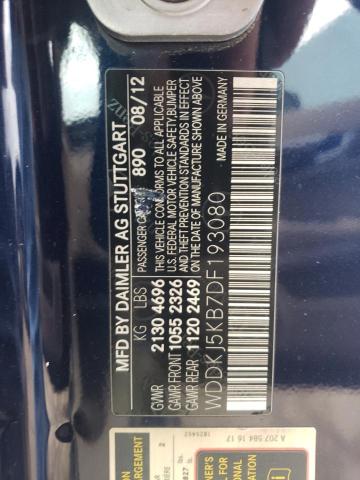 MFD BY DAIMLER AG STUTTGART
PASSENGER CAR 890 08/12
KG LBS
GVWR 2130 4696
GAWR FRONT 1055 2326
GAWR REAR 1120 2469
THIS VEHICLE CONFORMS TO ALL APPLICABLE
U.S. FEDERAL MOTOR VEHICLE SAFETY,BUMPER
AND THEFT PREVENTION STANDARDS IN EFFECT
ON THE DATE OF MANUFACTURE SHOWN ABOVE.
WDDKJ5KB7DF193080
MADE IN GERMANY
A 207 584 16 17